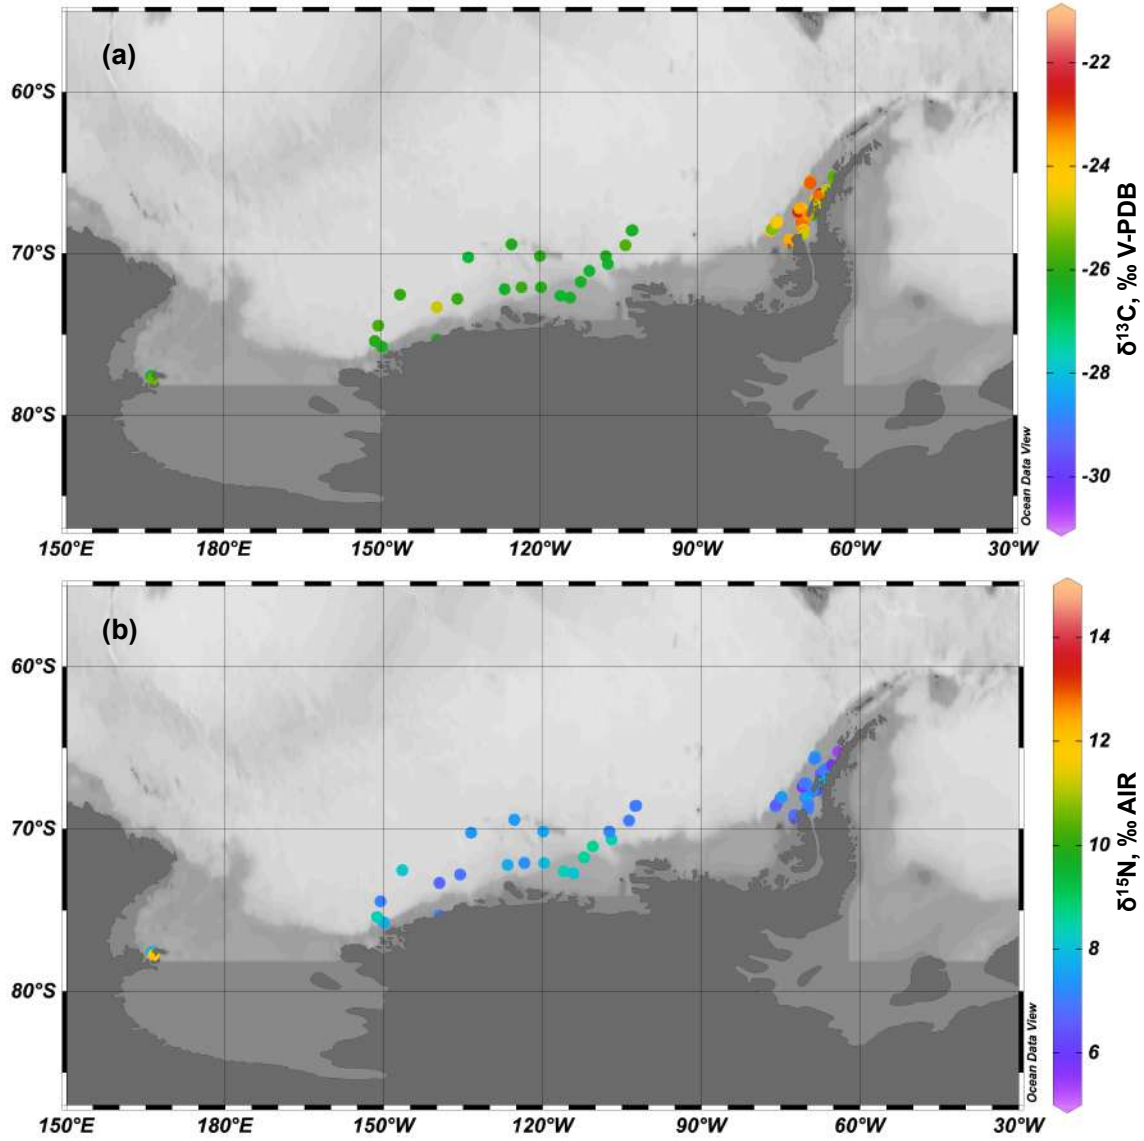 (a)
60°S
70°S
80°S
150°E 180°E 150°W 120°W 90°W 60°W 30°W
Ocean Data View
-22
-24
-26
-28
-30
δ¹³C, ‰ V-PDB
(b)
60°S
70°S
80°S
150°E 180°E 150°W 120°W 90°W 60°W 30°W
Ocean Data View
14
12
10
8
6
δ¹⁵N, ‰ AIR